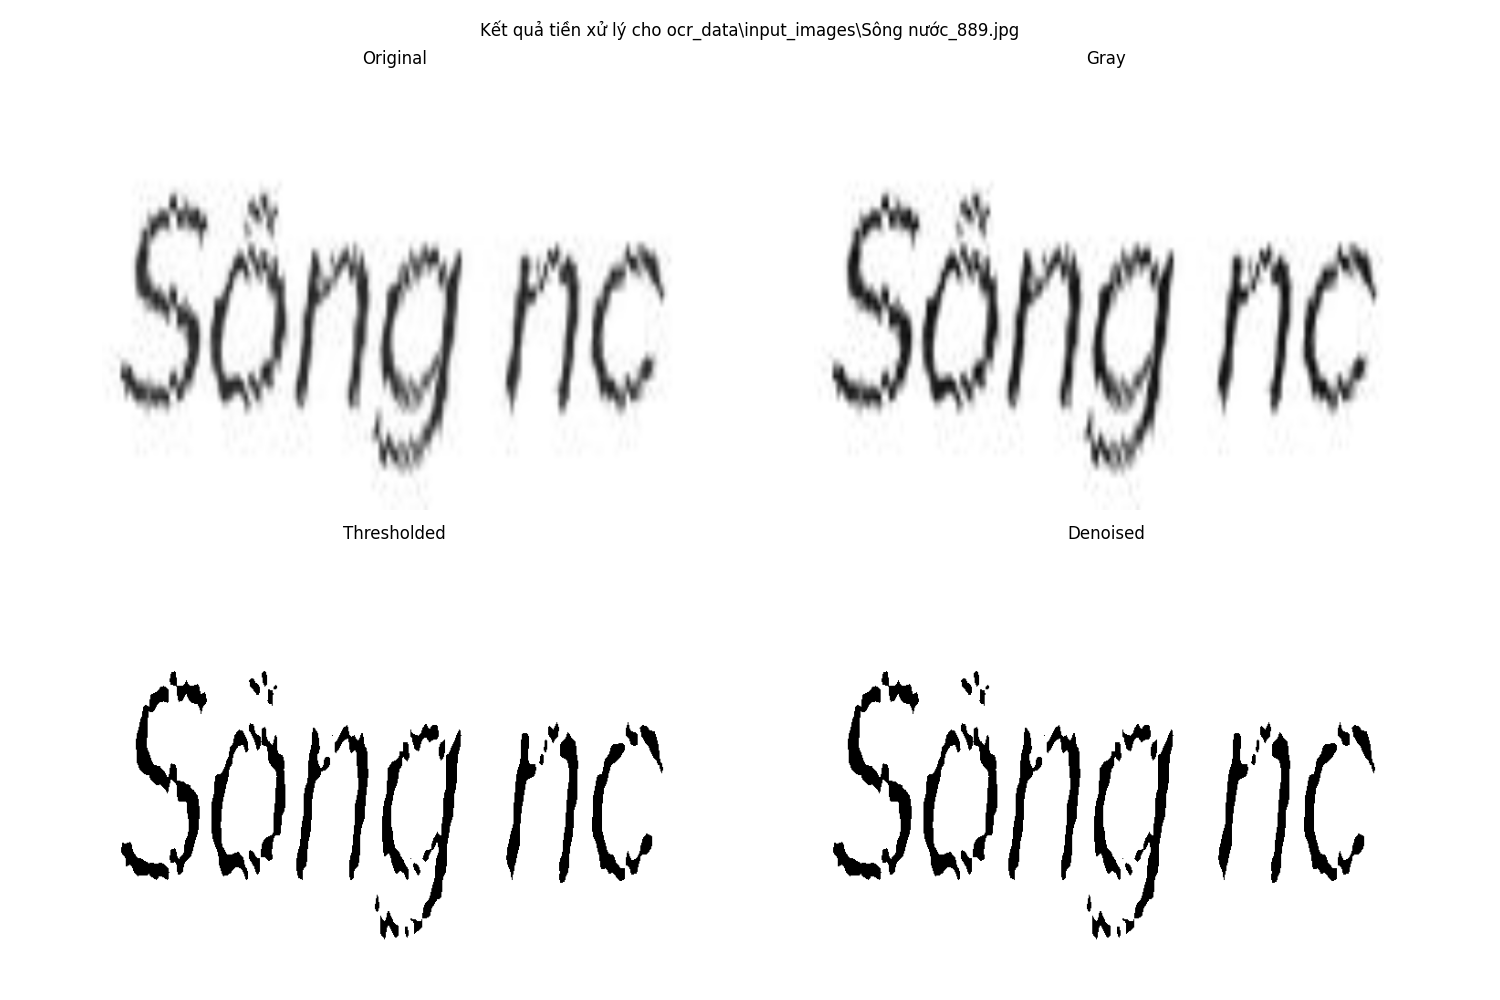 Kết quả tiền xử lý cho ocr_data\input_images\Sông nước_889.jpg
Original
Gray
Sông nc
Sông nc
Thresholded
Denoised
Sông nc
Sông nc